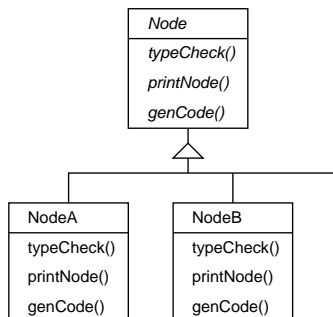 Node
typeCheck()
printNode()
genCode()
NodeA
typeCheck()
printNode()
genCode()
NodeB
typeCheck()
printNode()
genCode()